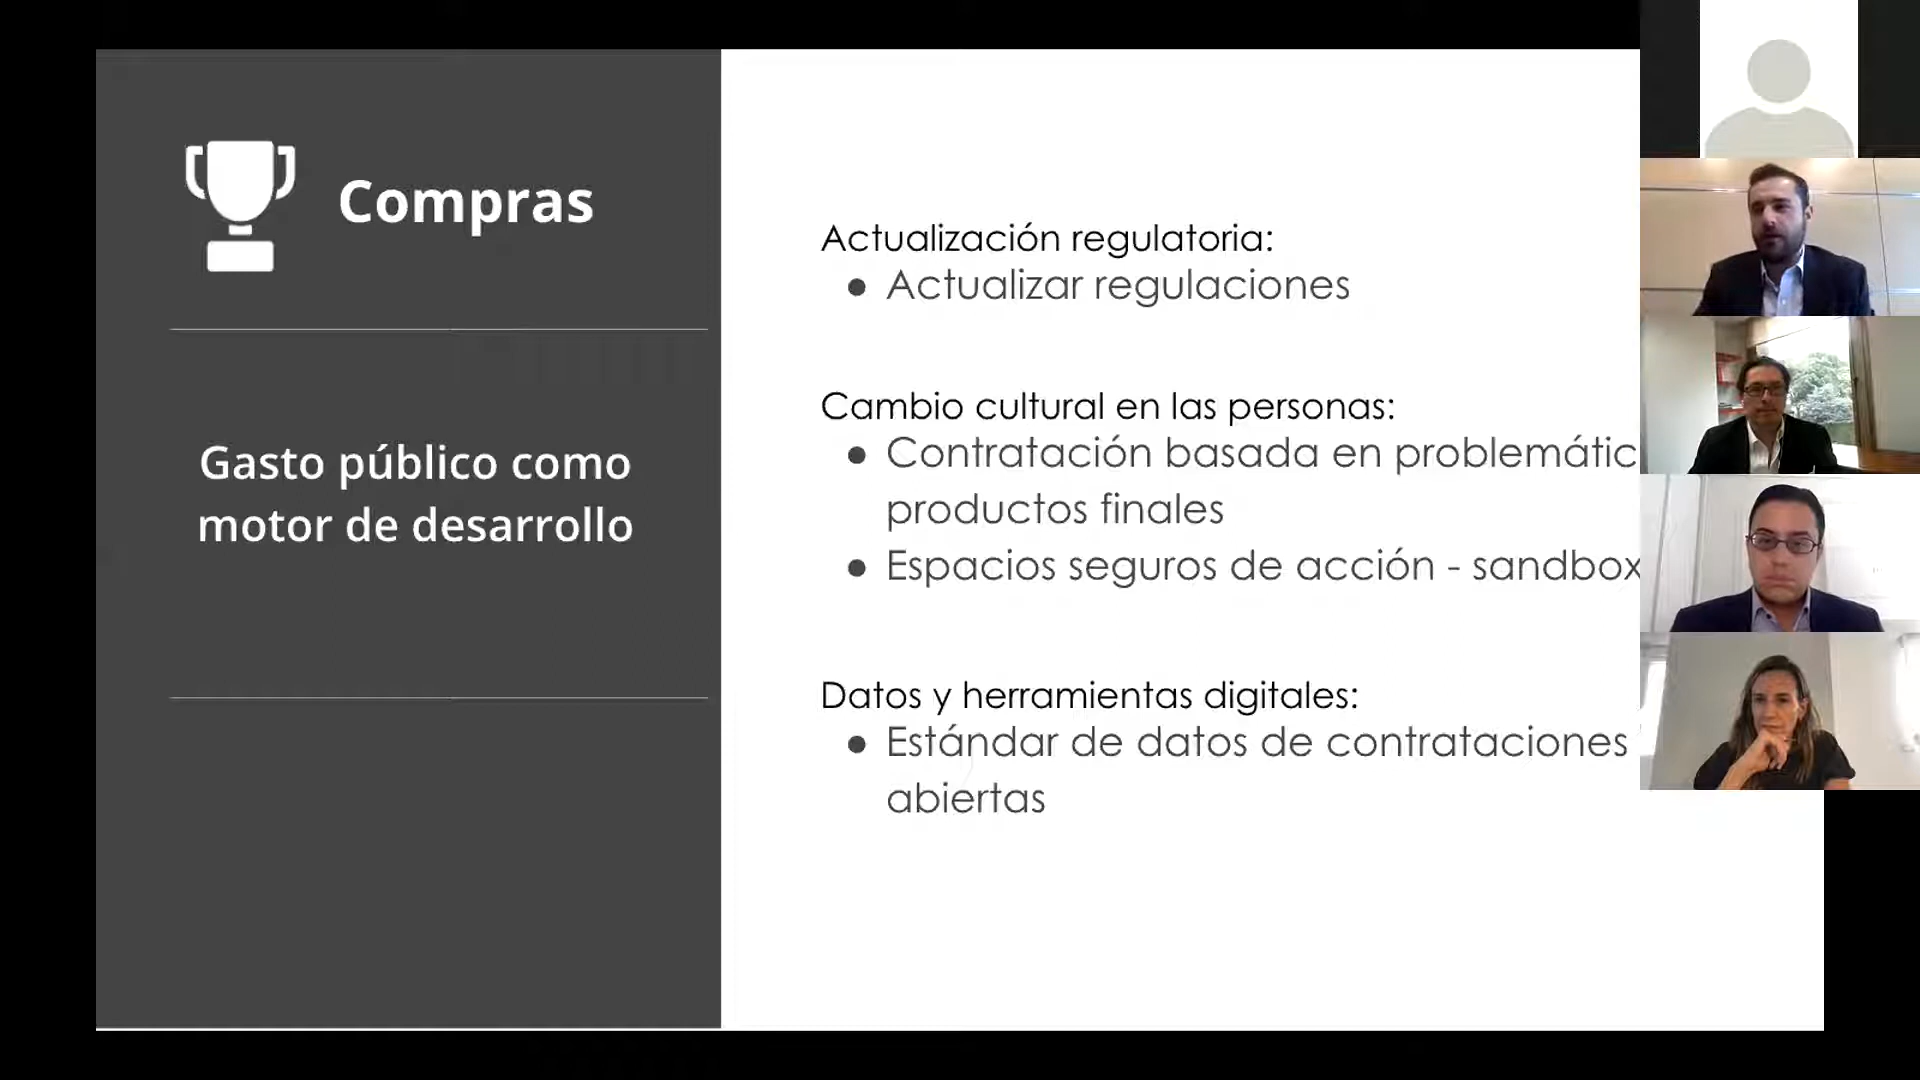 Compras
Gasto público como
motor de desarrollo
Actualización regulatoria:
● Actualizar regulaciones
Cambio cultural en las personas:
● Contratación basada en
productos finales
● Espacios seguros de acción - sandbox
Datos y herramientas digitales:
● Estándar de datos de contrataciones
abiertas